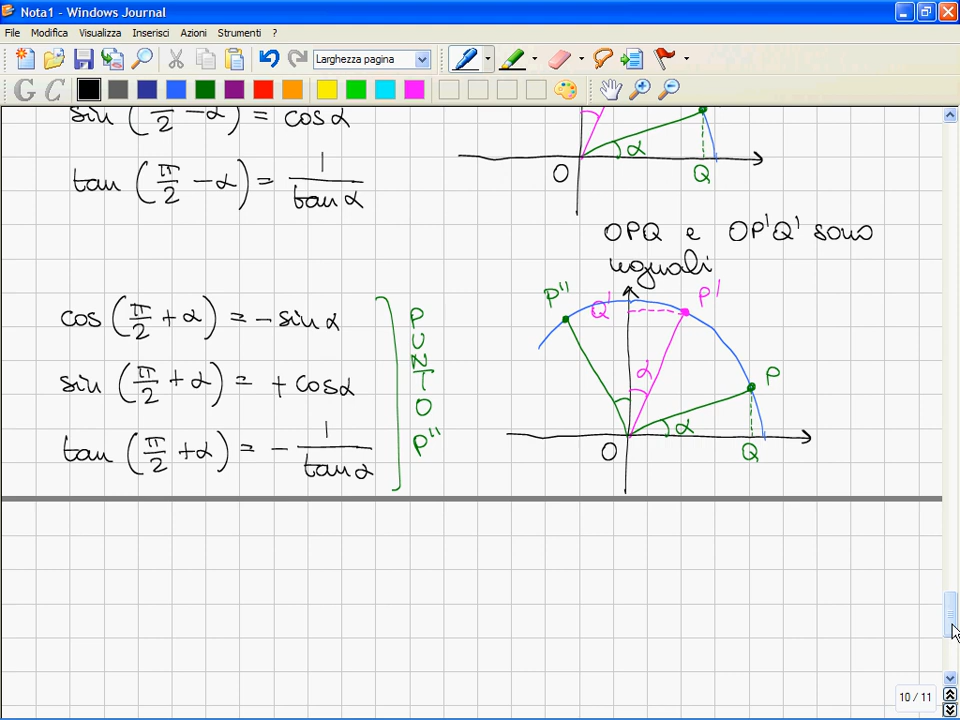 Nota1 - Windows Journal
File Modifica Visualizza Inserisci Azioni Strumenti ?
Larghezza pagina
sin (π/2 - α) = cos α
tan (π/2 - α) = 1/tan α
α
O
Q
OPQ e OP'Q' sono
uguali
cos (π/2 + α) = - sin α
sin (π/2 + α) = + cos α
tan (π/2 + α) = - 1/tan α
PUNTO
P"
P"
Q'
P'
α
P
α
O
Q
10 / 11